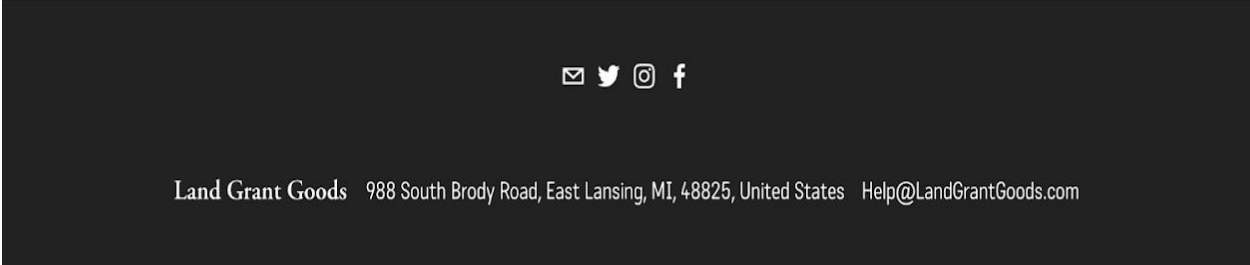 Land Grant Goods 988 South Brody Road, East Lansing, MI, 48825, United States Help@LandGrantGoods.com